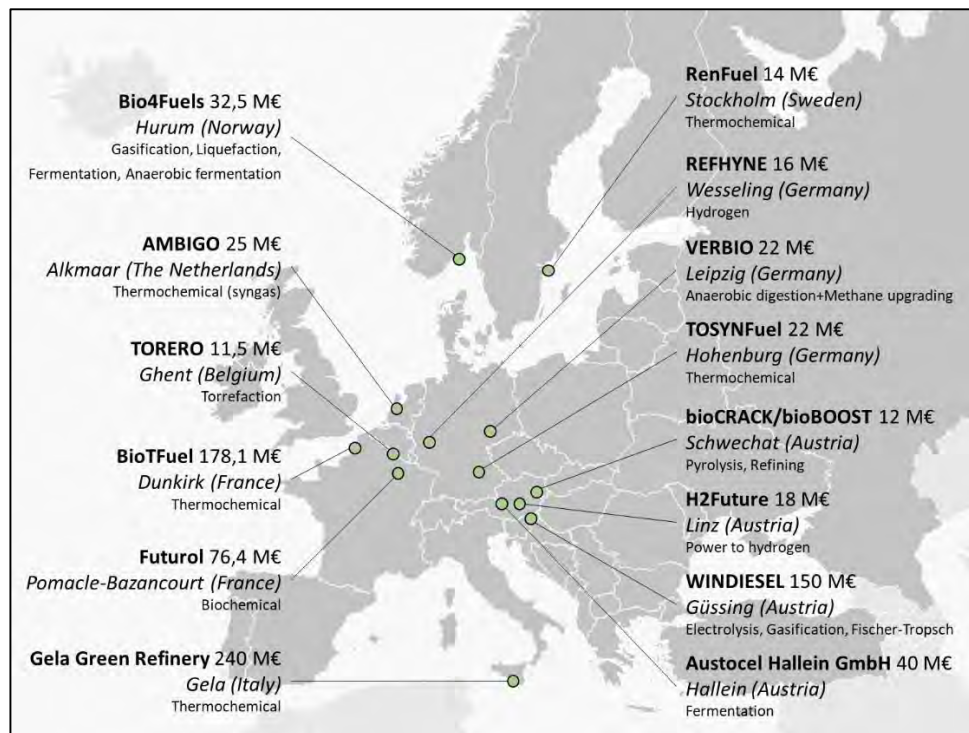 Bio4Fuels 32,5 M€
Hurum (Norway)
Gasification, Liquefaction,
Fermentation, Anaerobic fermentation
AMBIGO 25 M€
Alkmaar (The Netherlands)
Thermochemical (syngas)
TORERO 11,5 M€
Ghent (Belgium)
Torrefaction
BioTFuel 178,1 M€
Dunkirk (France)
Thermochemical
Futurol 76,4 M€
Pomacle-Bazancourt (France)
Biochemical
Gela Green Refinery 240 M€
Gela (Italy)
Thermochemical
RenFuel 14 M€
Stockholm (Sweden)
Thermochemical
REFHYNE 16 M€
Wesseling (Germany)
Hydrogen
VERBIO 22 M€
Leipzig (Germany)
Anaerobic digestion+Methane upgrading
TOSYNFuel 22 M€
Hohenburg (Germany)
Thermochemical
bioCRACK/bioBOOST 12 M€
Schwechat (Austria)
Pyrolysis, Refining
H2Future 18 M€
Linz (Austria)
Power to hydrogen
WINDIESEL 150 M€
Güssing (Austria)
Electrolysis, Gasification, Fischer-Tropsch
Austocel Hallein GmbH 40 M€
Hallein (Austria)
Fermentation